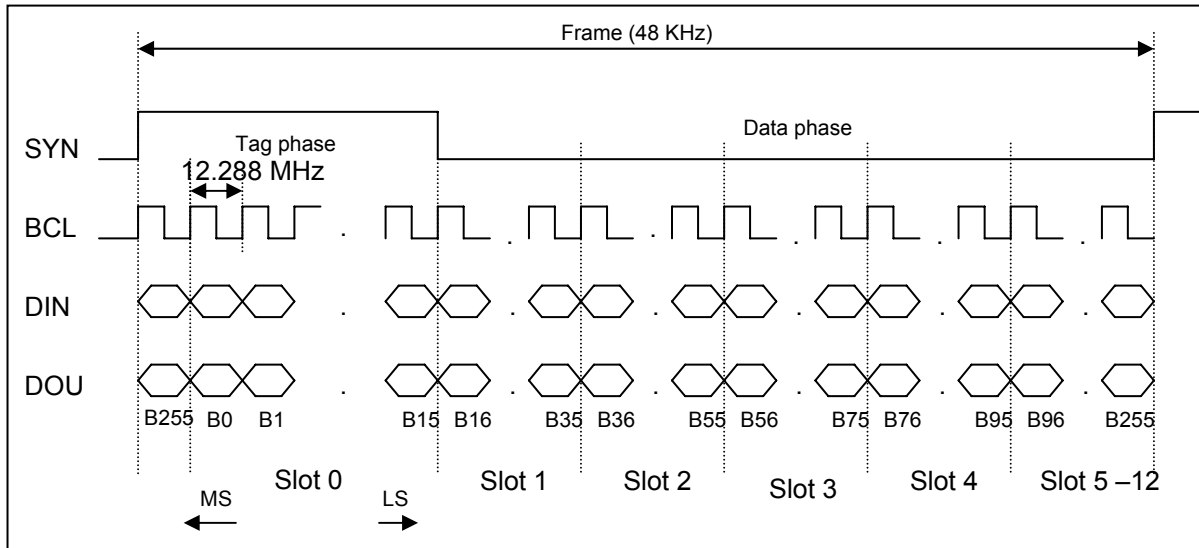 Frame (48 KHz)
SYN
Tag phase
Data phase
12.288 MHz
BCL
DIN
DOU
B255 B0 B1 B15 B16 B35 B36 B55 B56 B75 B76 B95 B96 B255
Slot 0 Slot 1 Slot 2 Slot 3 Slot 4 Slot 5 –12
MS LS